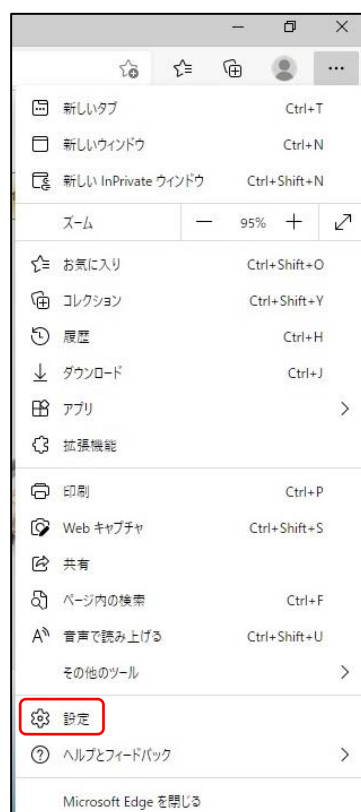 新しいタブ Ctrl+T
新しいウィンドウ Ctrl+N
新しい InPrivate ウィンドウ Ctrl+Shift+N
ズーム 95%
お気に入り Ctrl+Shift+O
コレクション Ctrl+Shift+Y
履歴 Ctrl+H
ダウンロード Ctrl+J
アプリ
拡張機能
印刷 Ctrl+P
Web キャプチャ Ctrl+Shift+S
共有
ページ内の検索 Ctrl+F
音声で読み上げる Ctrl+Shift+U
その他のツール
設定
ヘルプとフィードバック
Microsoft Edge を閉じる